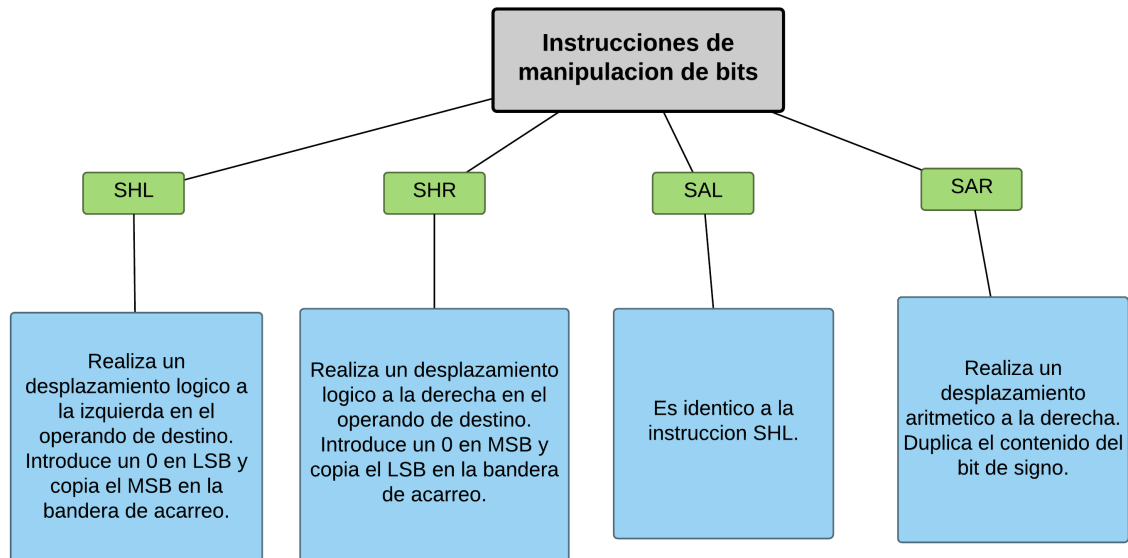 Instrucciones de
manipulacion de bits
SHL
SHR
SAL
SAR
Realiza un
desplazamiento logico a
la izquierda en el
operando de destino.
Introduce un 0 en LSB y
copia el MSB en la
bandera de acarreo.
Realiza un desplazamiento
logico a la derecha en el
operando de destino.
Introduce un 0 en MSB y
copia el LSB en la bandera
de acarreo.
Es identico a la
instruccion SHL.
Realiza un
desplazamiento
aritmetico a la derecha.
Duplica el contenido del
bit de signo.